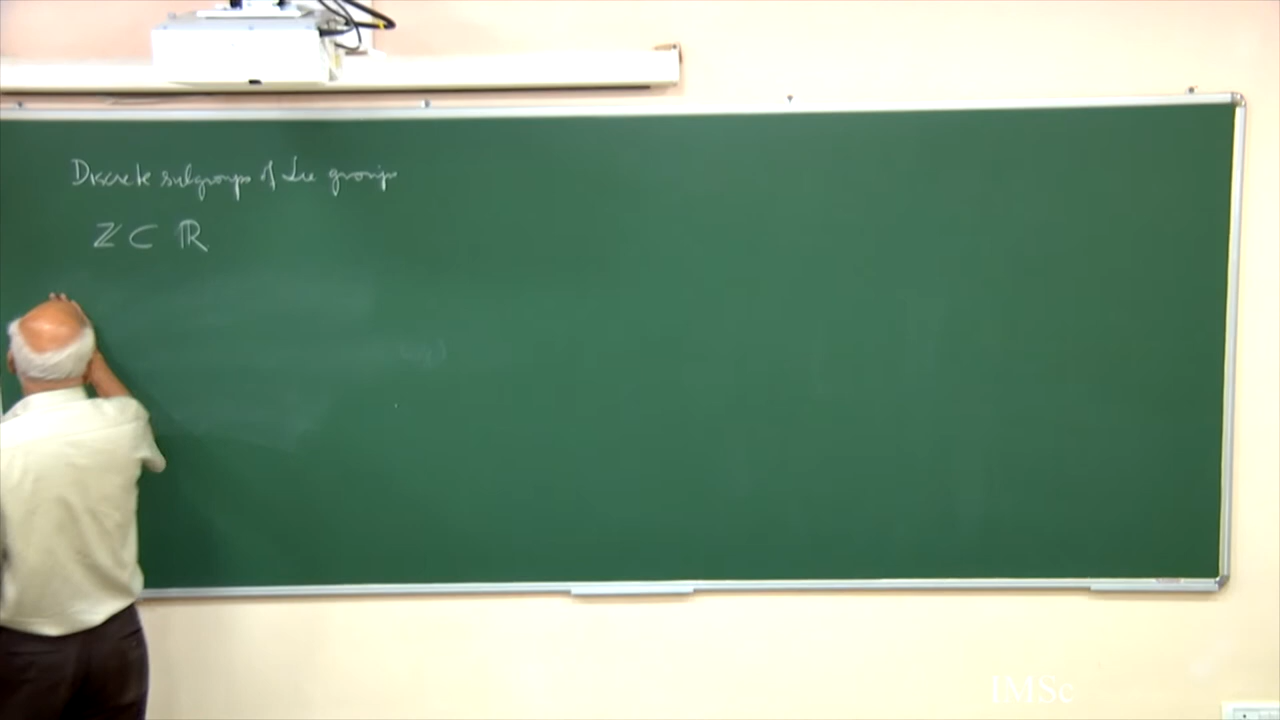 Discrete subgroups of Lie groups
ℤ ⊂ ℝ
IMSc